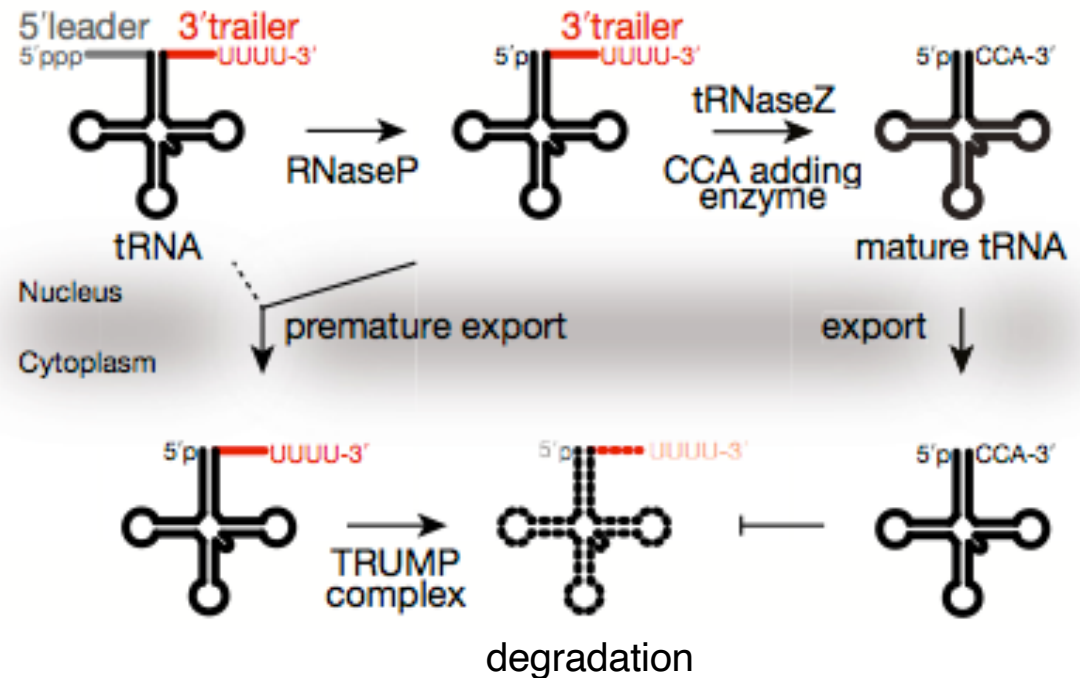 5′leader 3′trailer
5′ppp UUUU-3′
3′trailer
5′p UUUU-3′
5′p CCA-3′
RNaseP
tRNaseZ
CCA adding
enzyme
tRNA
mature tRNA
Nucleus
premature export
export
Cytoplasm
5′p UUUU-3′
5′p UUUU-3′
5′p CCA-3′
TRUMP
complex
degradation